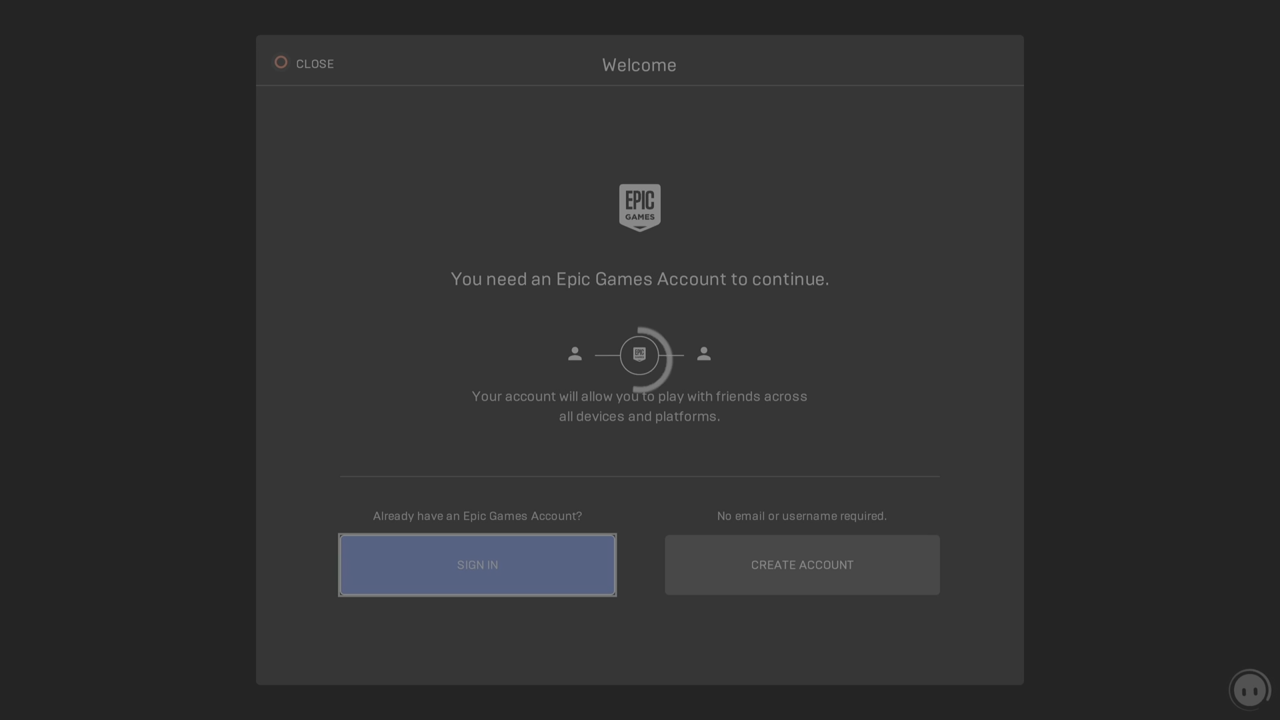 CLOSE
Welcome
EPIC
GAMES
You need an Epic Games Account to continue.
EPIC
Your account will allow you to play with friends across
all devices and platforms.
Already have an Epic Games Account?
No email or username required.
SIGN IN
CREATE ACCOUNT